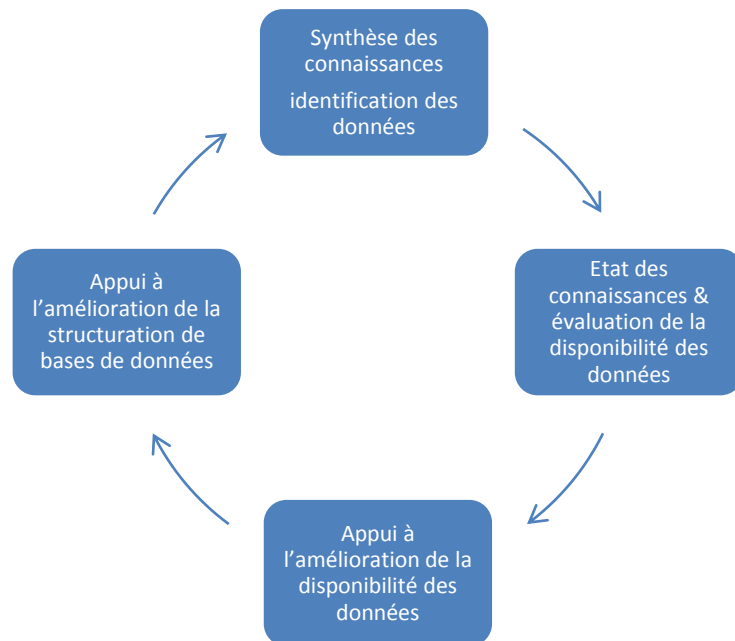 Synthèse des
connaissances
identification des
données
Etat des
connaissances &
évaluation de la
disponibilité des
données
Appui à
l'amélioration de la
disponibilité des
données
Appui à
l'amélioration de la
structuration de
bases de données